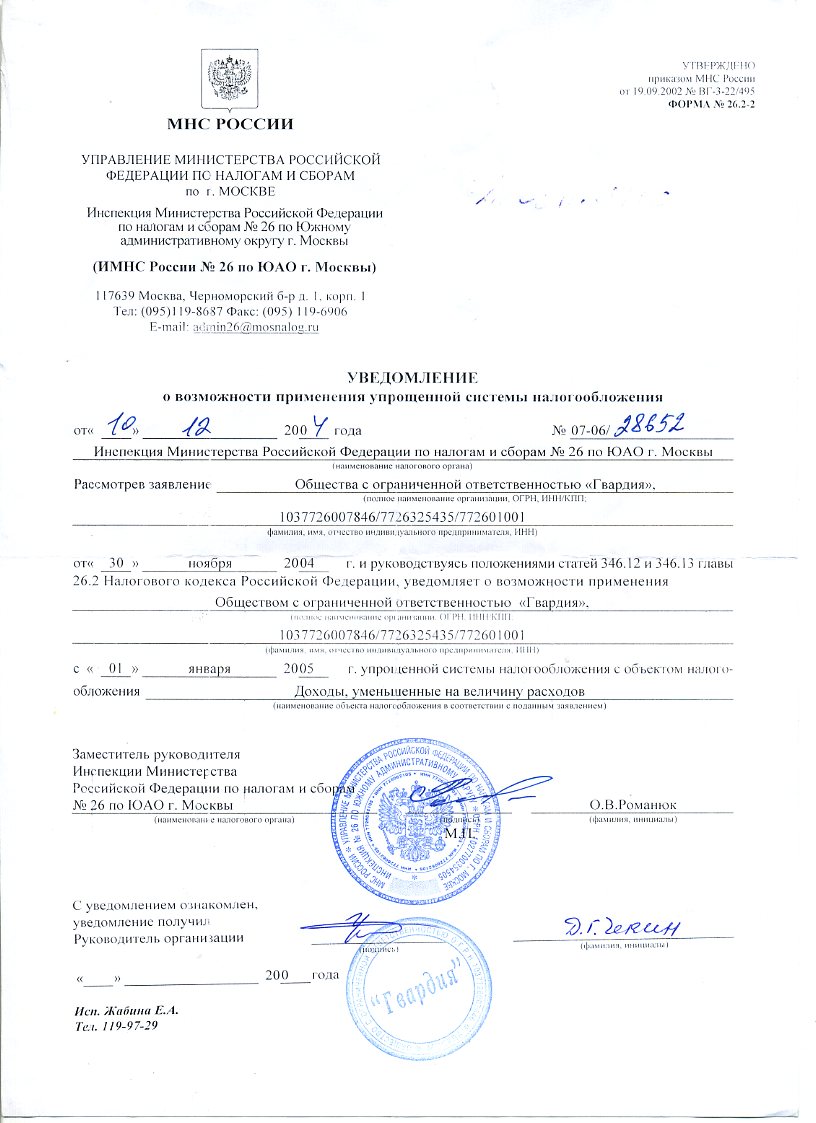 МНС РОССИИ
УТВЕРЖДЕНО
приказом МНС России
от 19.09.2002 № ВГ-3-22/495
ФОРМА № 26.2-2
УПРАВЛЕНИЕ МИНИСТЕРСТВА РОССИЙСКОЙ
ФЕДЕРАЦИИ ПО НАЛОГАМ И СБОРАМ
по г. МОСКВЕ
Инспекция Министерства Российской Федерации
по налогам и сборам № 26 по Южному
административному округу г. Москвы
(ИМНС России № 26 по ЮАО г. Москвы)
117639 Москва, Черноморский б-р д. 1, корп. 1
Тел: (095)119-8687 Факс: (095) 119-6906
E-mail: admin26@mosnalog.ru
УВЕДОМЛЕНИЕ
о возможности применения упрощенной системы налогообложения
от« 10 » 12 2004 года № 07-06/ 28652
Инспекция Министерства Российской Федерации по налогам и сборам № 26 по ЮАО г. Москвы
(наименование налогового органа)
Рассмотрев заявление Общества с ограниченной ответственностью «Гвардия»,
(полное наименование организации, ОГРН, ИНН/КПП;
1037726007846/7726325435/772601001
фамилия, имя, отчество индивидуального предпринимателя, ИНН)
от« 30 » ноября 2004 г. и руководствуясь положениями статей 346.12 и 346.13 главы
26.2 Налогового кодекса Российской Федерации, уведомляет о возможности применения
Обществом с ограниченной ответственностью «Гвардия»,
(полное наименование организации, ОГРН, ИНН/КПП,
1037726007846/7726325435/772601001
(фамилия, имя, отчество индивидуального предпринимателя, ИНН)
с « 01 » января 2005 г. упрощенной системы налогообложения с объектом налого-
обложения Доходы, уменьшенные на величину расходов
(наименование объекта налогообложения в соответствии с поданным заявлением)
Заместитель руководителя
Инспекции Министерства
Российской Федерации по налогам и сборам
№ 26 по ЮАО г. Москвы О.В.Романюк
(наименование налогового органа) (подпись) (фамилия, инициалы)
М.П.
С уведомлением ознакомлен,
уведомление получил
Руководитель организации Д.Г.Чекин
(подпись) (фамилия, инициалы)
« » 200 года
"Гвардия"
Исп. Жабина Е.А.
Тел. 119-97-29